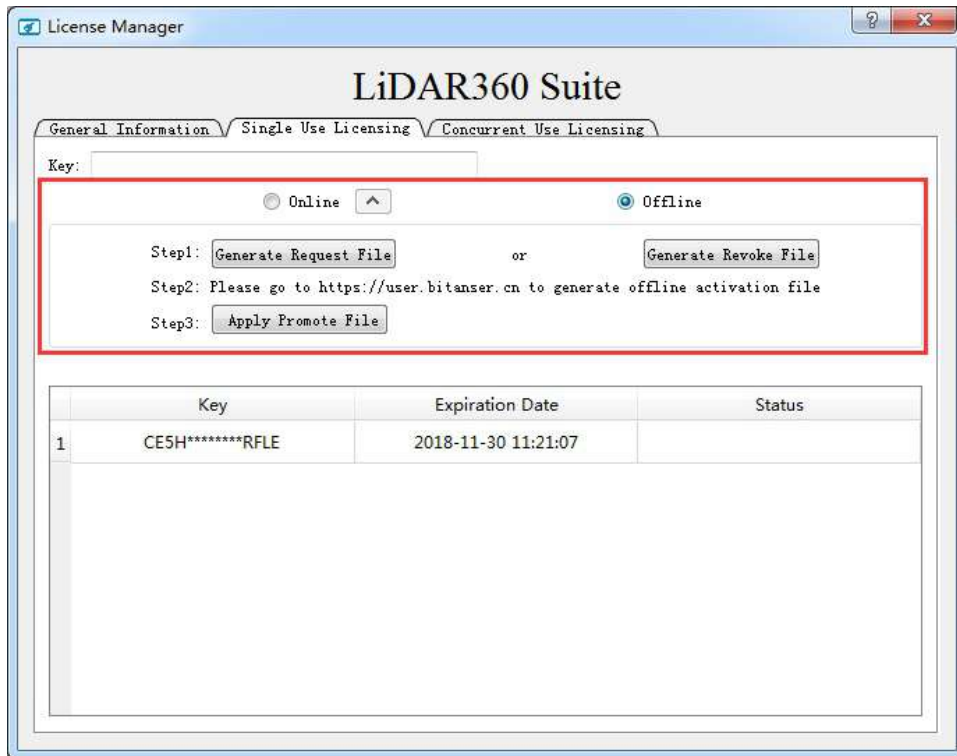 License Manager
LiDAR360 Suite
General Information Single Use Licensing Concurrent Use Licensing
Key:
Online Offline
Step1: Generate Request File or Generate Revoke File
Step2: Please go to https://user.bitanser.cn to generate offline activation file
Step3: Apply Promote File
Key Expiration Date Status
1 CE5H********RFLE 2018-11-30 11:21:07